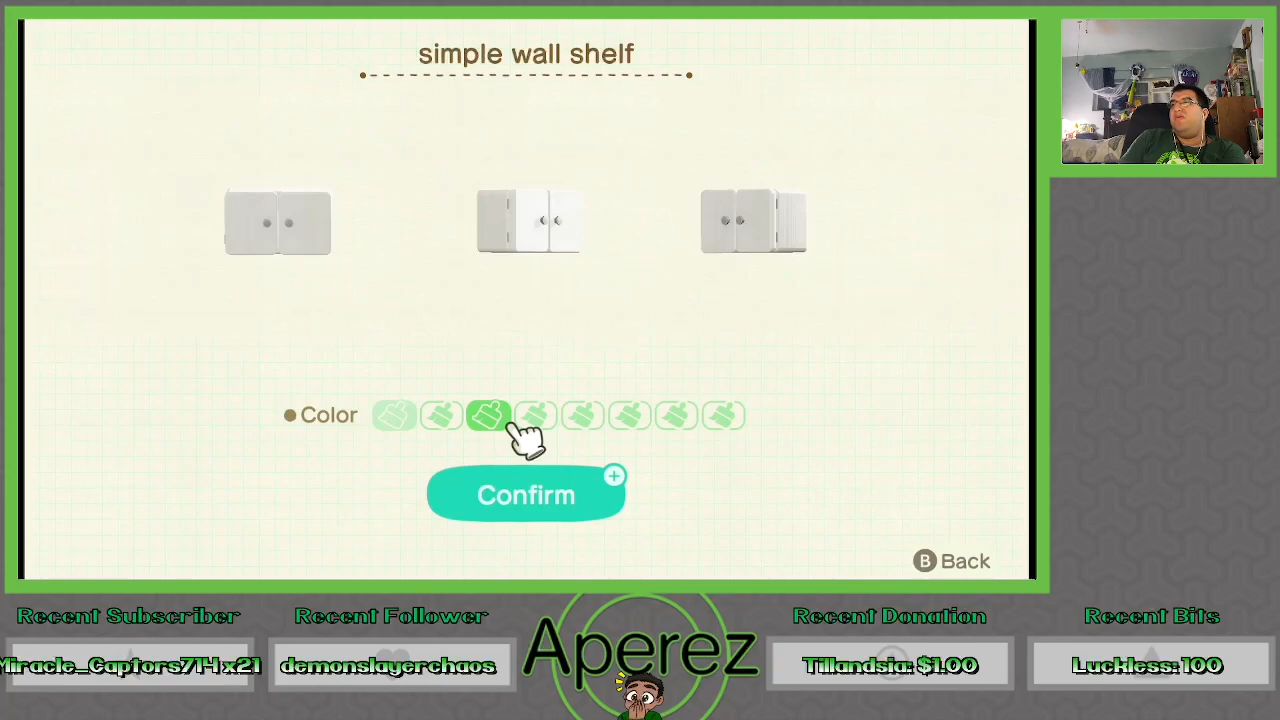 simple wall shelf
Color
+
Confirm
B Back
Recent Subscriber
Recent Follower
Aperez
Recent Donation
Recent Bits
Miracle_Captors714 x21
demonslayerchaos
Tillandsia: $1.00
Luckless: 100